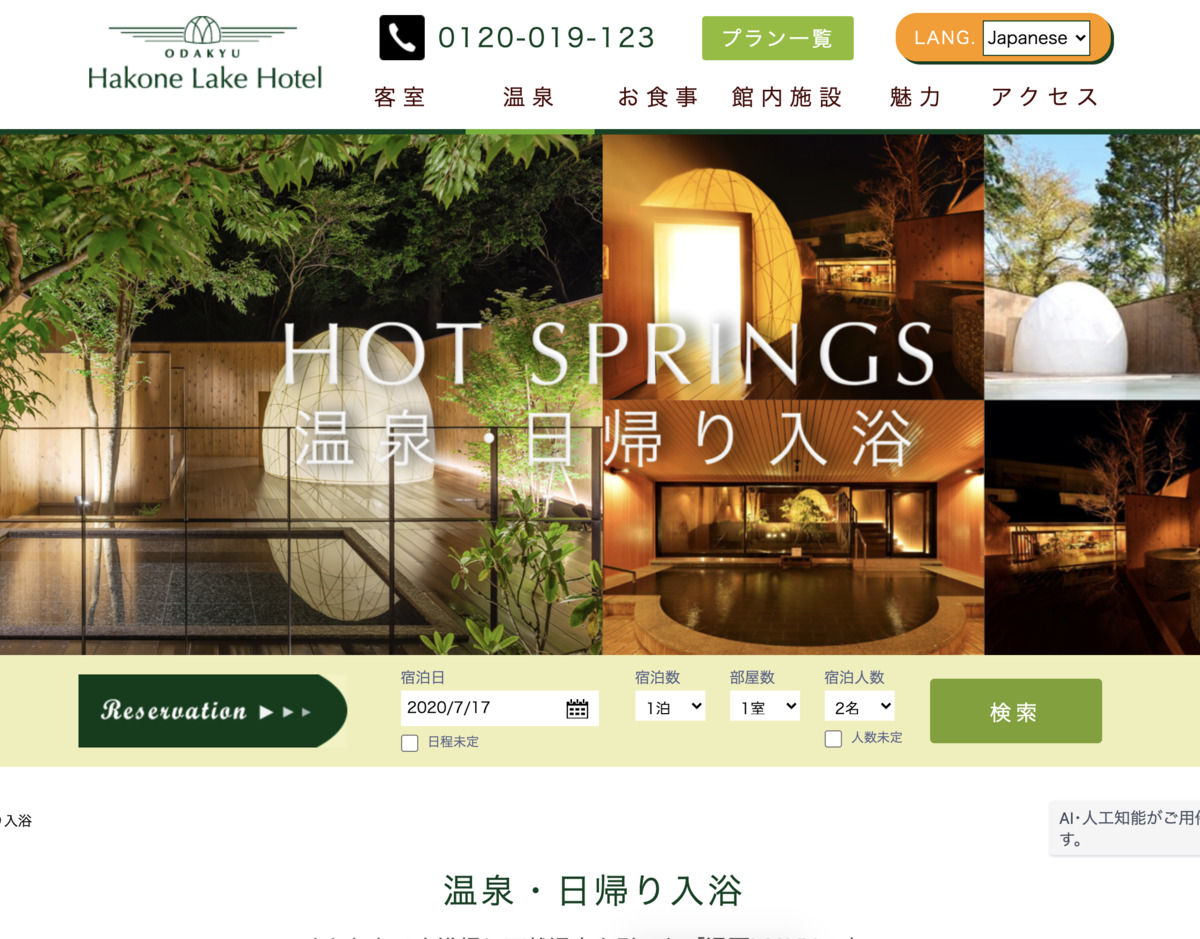 ODAKYU
Hakone Lake Hotel
0120-019-123
プラン一覧
LANG. Japanese
客室 温泉 お食事 館内施設 魅力 アクセス
HOT SPRINGS
温泉・日帰り入浴
Reservation
宿泊日 宿泊数 部屋数 宿泊人数
2020/7/17 1泊 1室 2名
検索
日程未定 人数未定
入浴
AI・人工知能がご用
す。
温泉・日帰り入浴